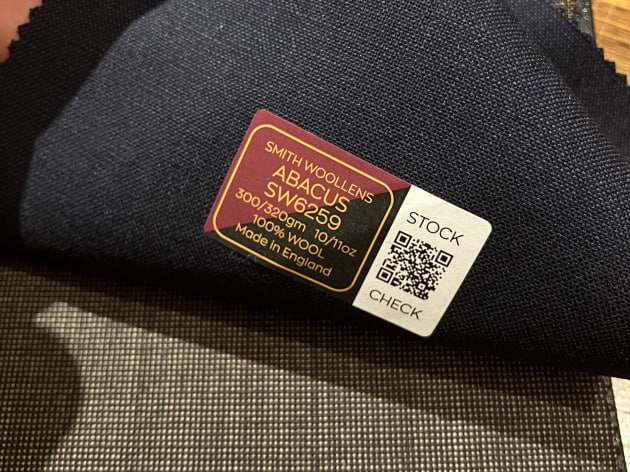 SMITH WOOLLENS
ABACUS
SW6259
300/320gm 10/11oz
100% WOOL
Made in England
STOCK
CHECK